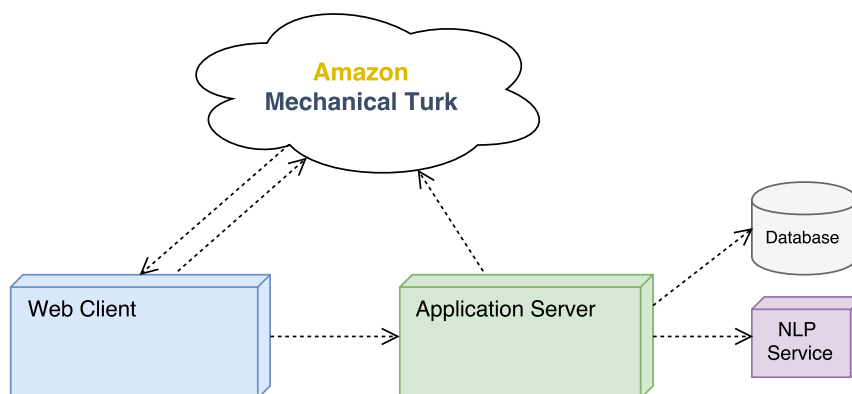 Amazon
Mechanical Turk
Database
Web Client
Application Server
NLP
Service